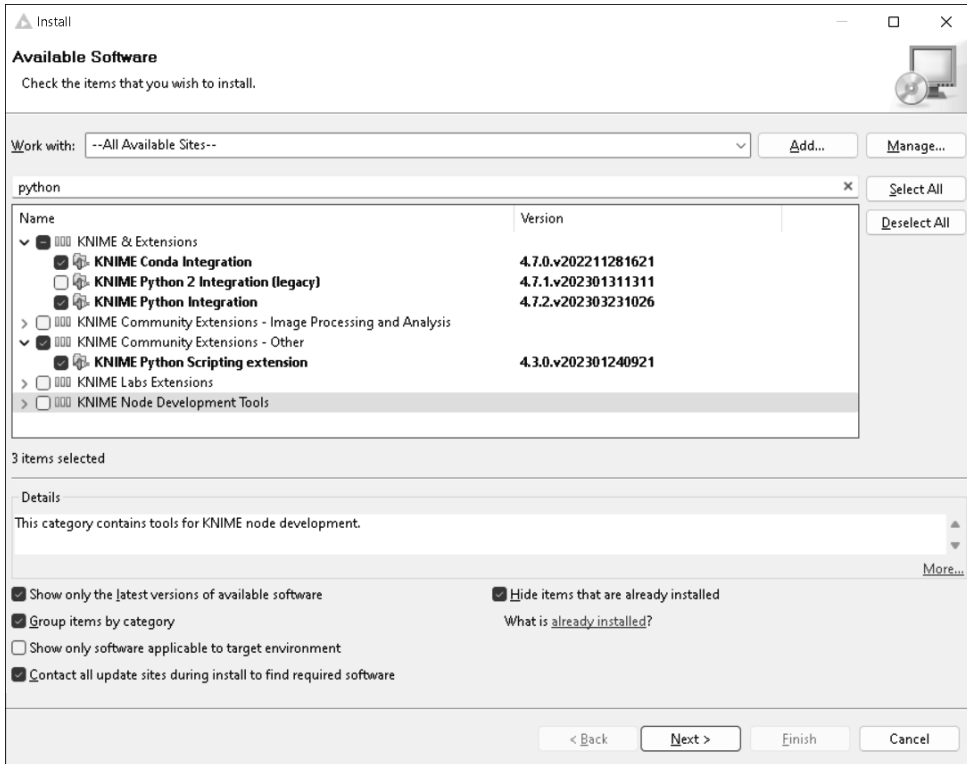 Install
Available Software
Check the items that you wish to install.
Work with: --All Available Sites-- Add... Manage...
python Select All
Name Version Deselect All
KNIME & Extensions
KNIME Conda Integration 4.7.0.v202211281621
KNIME Python 2 Integration (legacy) 4.7.1.v202301311311
KNIME Python Integration 4.7.2.v202303231026
KNIME Community Extensions - Image Processing and Analysis
KNIME Community Extensions - Other
KNIME Python Scripting extension 4.3.0.v202301240921
KNIME Labs Extensions
KNIME Node Development Tools
3 items selected
Details
This category contains tools for KNIME node development.
More...
Show only the latest versions of available software Hide items that are already installed
Group items by category What is already installed?
Show only software applicable to target environment
Contact all update sites during install to find required software
< Back Next > Finish Cancel